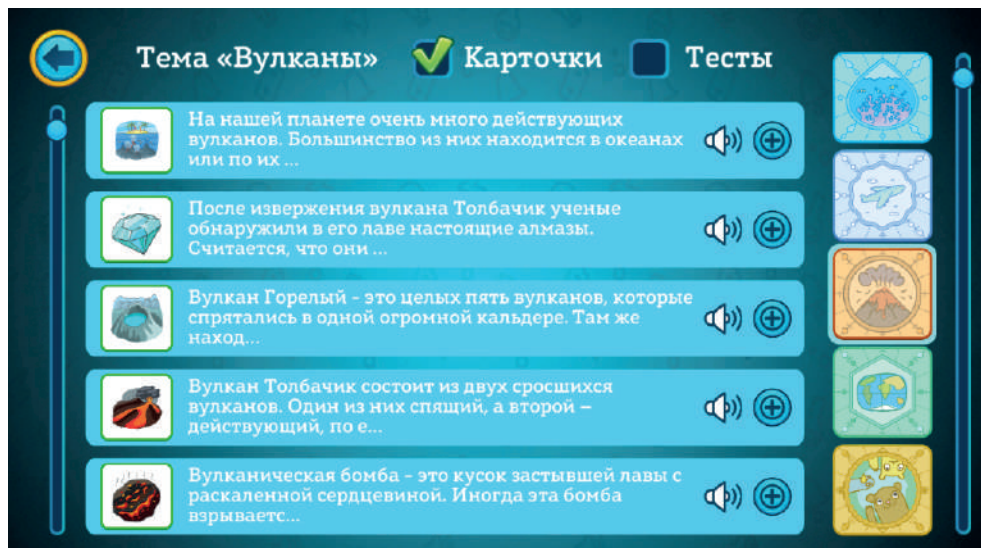 Тема «Вулканы» Карточки Тесты
На нашей планете очень много действующих
вулканов. Большинство из них находится в океанах
или по их ...
После извержения вулкана Толбачик ученые
обнаружили в его лаве настоящие алмазы.
Считается, что они ...
Вулкан Горелый - это целых пять вулканов, которые
спрятались в одной огромной кальдере. Там же
наход...
Вулкан Толбачик состоит из двух сросшихся
вулканов. Один из них спящий, а второй –
действующий, по е...
Вулканическая бомба - это кусок застывшей лавы с
раскаленной сердцевиной. Иногда эта бомба
взрываетс...